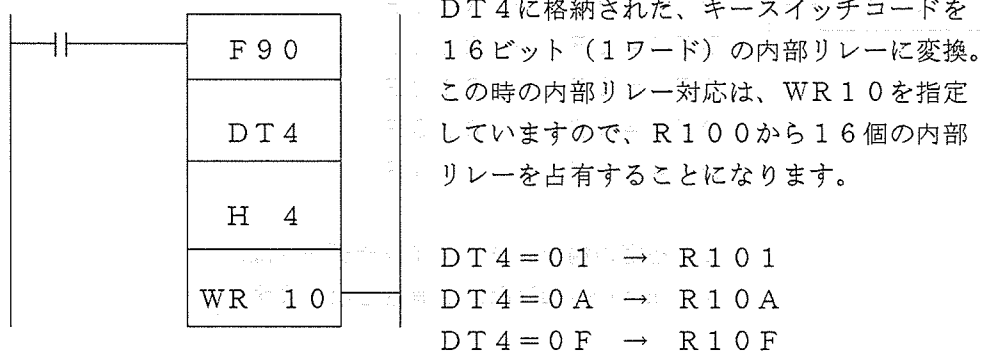 F90
DT4
H 4
WR 10
DT4に格納された、キースイッチコードを
16ビット（1ワード）の内部リレーに変換。
この時の内部リレー対応は、WR10を指定
していますので、R100から16個の内部
リレーを占有することになります。
DT4=01 → R101
DT4=0A → R10A
DT4=0F → R10F